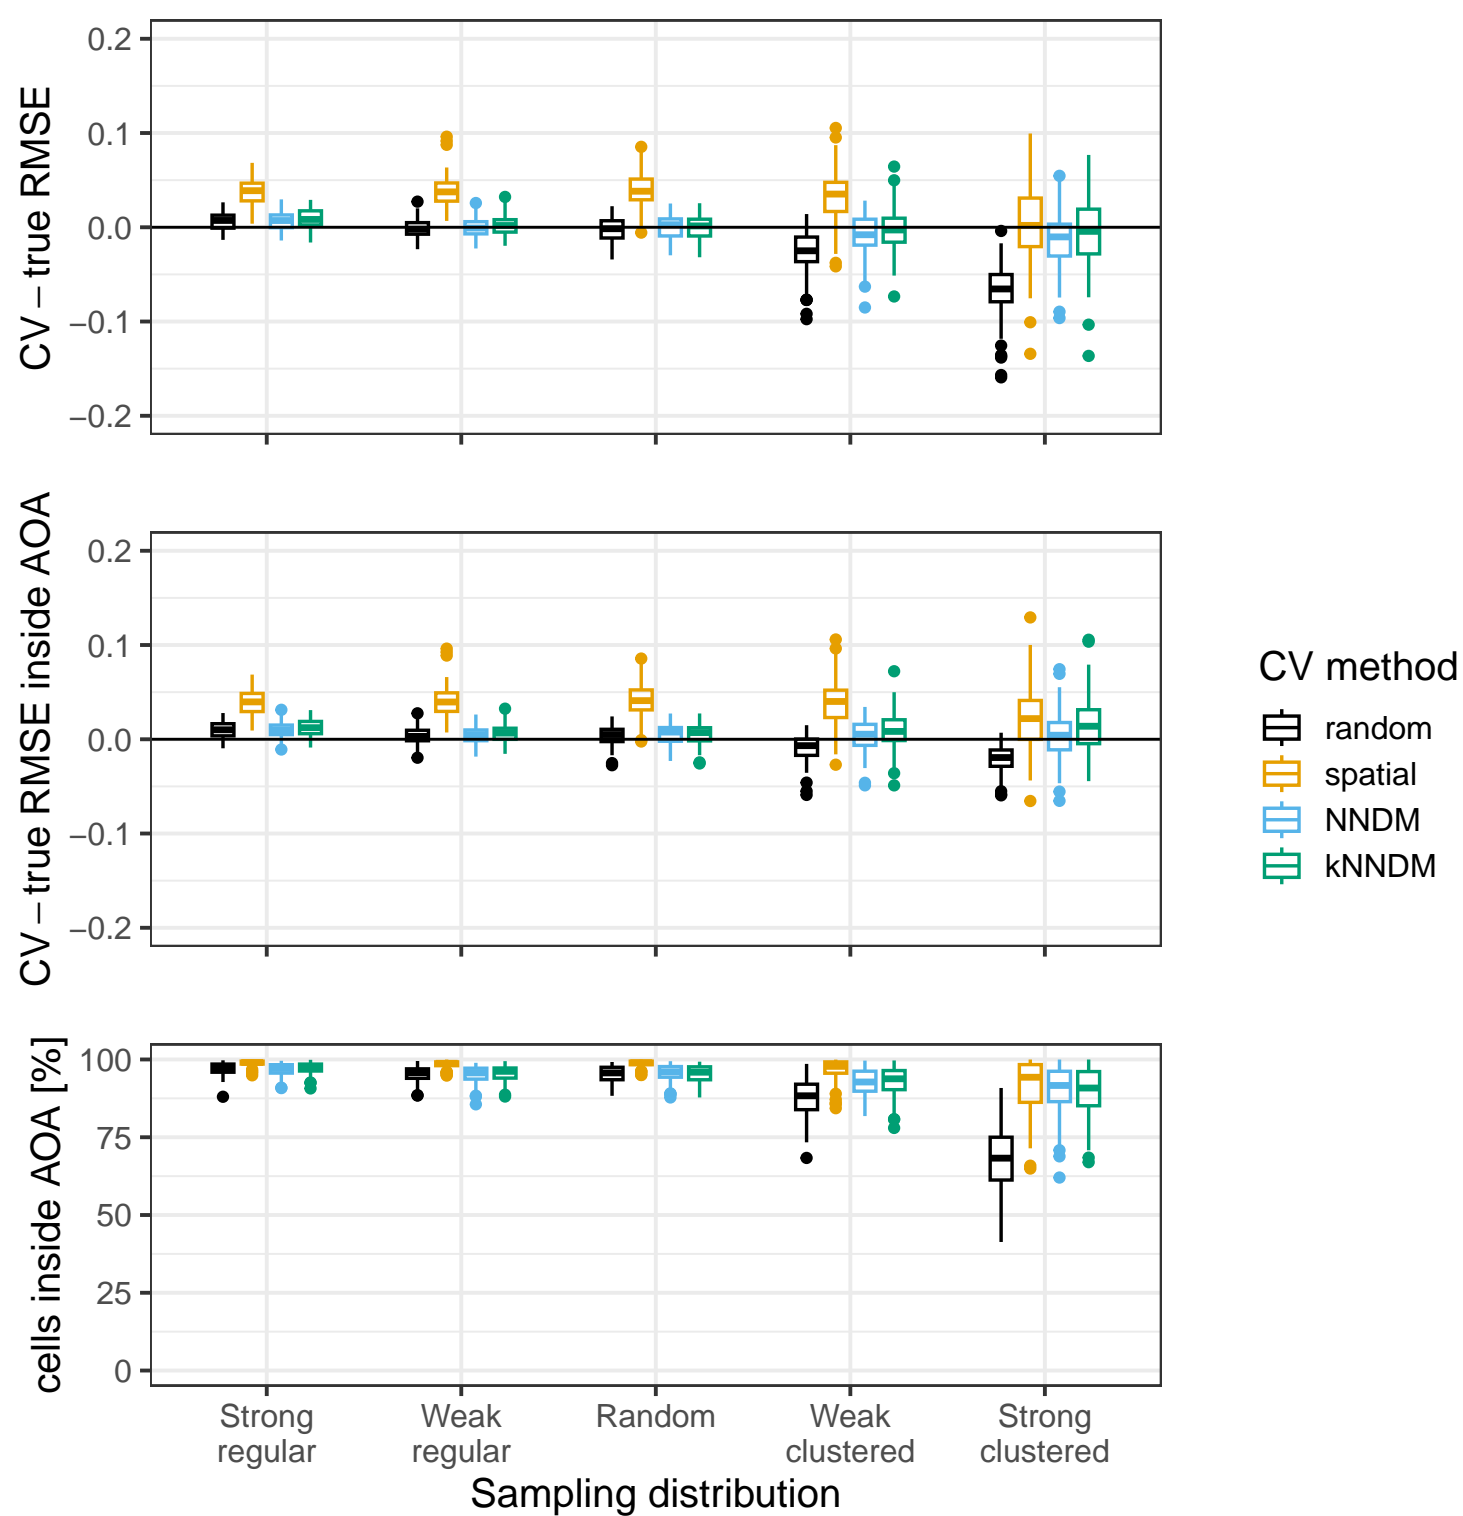 CV − true RMSE
0.2
0.1
0.0
−0.1
−0.2
CV − true RMSE inside AOA
0.2
0.1
0.0
−0.1
−0.2
cells inside AOA [%]
100
75
50
25
0
Strong
regular
Weak
regular
Random
Weak
clustered
Strong
clustered
Sampling distribution
CV method
random
spatial
NNDM
kNNDM